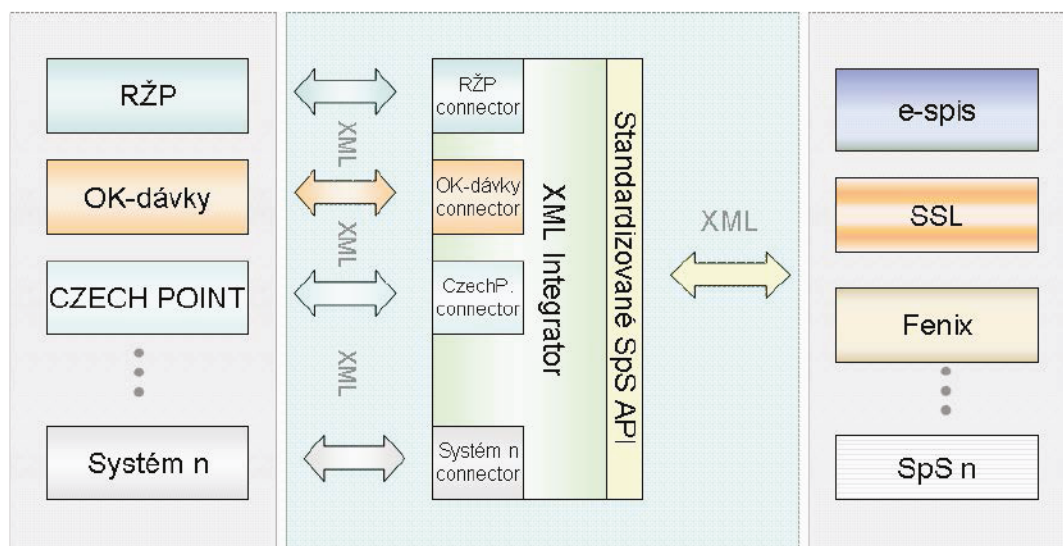 RŽP
OK-dávky
CZECH POINT
Systém n
XML
XML
XML
RŽP
connector
OK-dávky
connector
CzechP.
connector
Systém n
connector
XML Integrator
Standardizované SpS API
XML
e-spis
SSL
Fenix
SpS n